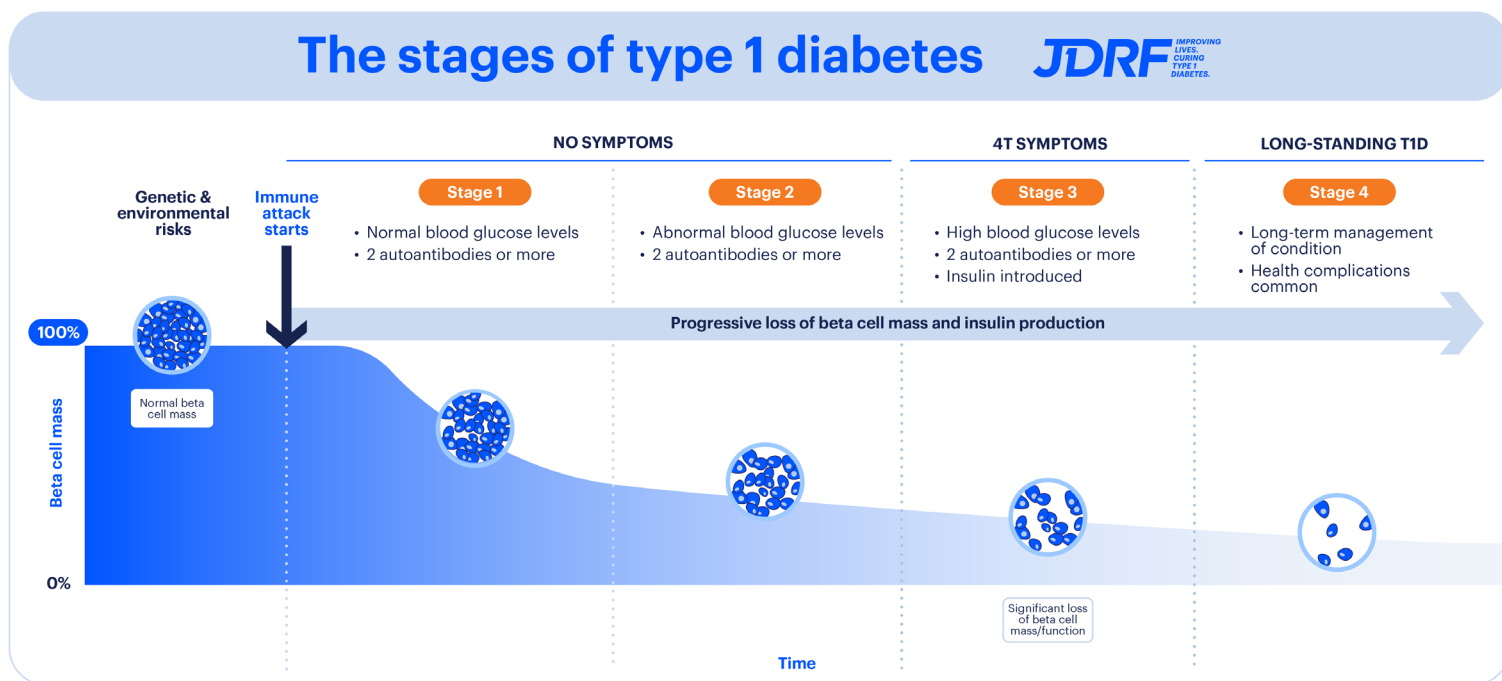 The stages of type 1 diabetes
JDRF
IMPROVING
LIVES.
CURING
TYPE 1
DIABETES.
NO SYMPTOMS
4T SYMPTOMS
LONG-STANDING T1D
Genetic &
environmental
risks
Immune
attack
starts
Stage 1
• Normal blood glucose levels
• 2 autoantibodies or more
Stage 2
• Abnormal blood glucose levels
• 2 autoantibodies or more
Stage 3
• High blood glucose levels
• 2 autoantibodies or more
• Insulin introduced
Stage 4
• Long-term management
of condition
• Health complications
common
Progressive loss of beta cell mass and insulin production
100%
Normal beta
cell mass
Beta cell mass
0%
Significant loss
of beta cell
mass/function
Time